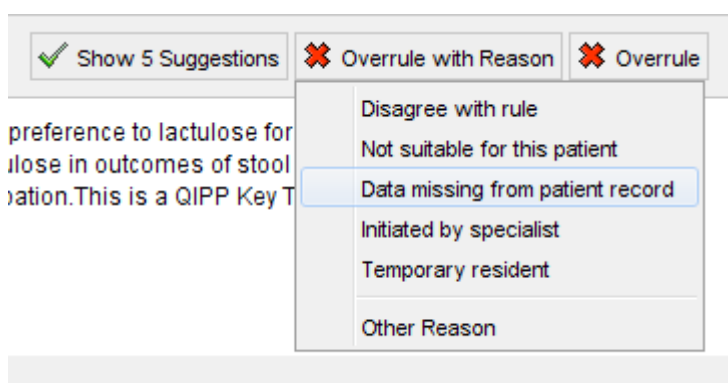 Show 5 Suggestions Overrule with Reason Overrule
preference to lactulose for
ulose in outcomes of stool
ation.This is a QIPP Key T
Disagree with rule
Not suitable for this patient
Data missing from patient record
Initiated by specialist
Temporary resident
Other Reason